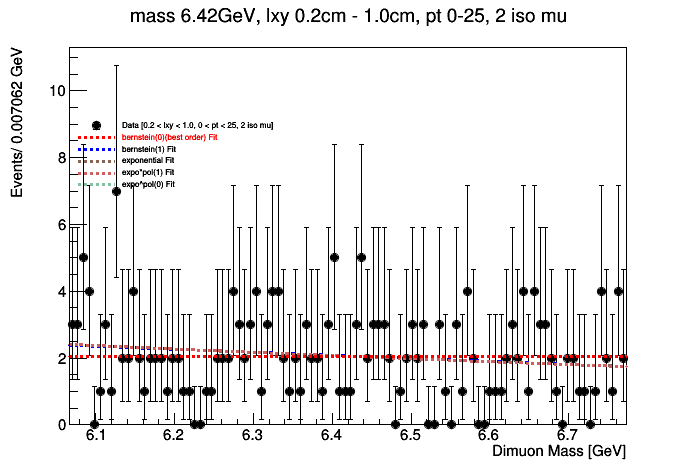 mass 6.42GeV, lxy 0.2cm - 1.0cm, pt 0-25, 2 iso mu
Events/ 0.007062 GeV
10
8
6
4
2
0
Data [0.2 < lxy < 1.0, 0 < pt < 25, 2 iso mu]
bernstein(0)(best order) Fit
bernstein(1) Fit
exponential Fit
expo*pol(1) Fit
expo*pol(0) Fit
6.1 6.2 6.3 6.4 6.5 6.6 6.7
Dimuon Mass [GeV]